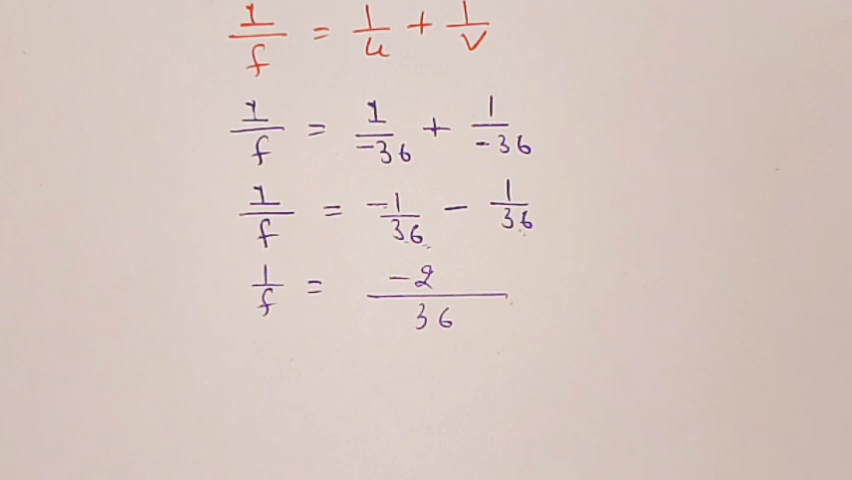 1/f = 1/u + 1/v
1/f = 1/-36 + 1/-36
1/f = -1/36 - 1/36
1/f = -2/36